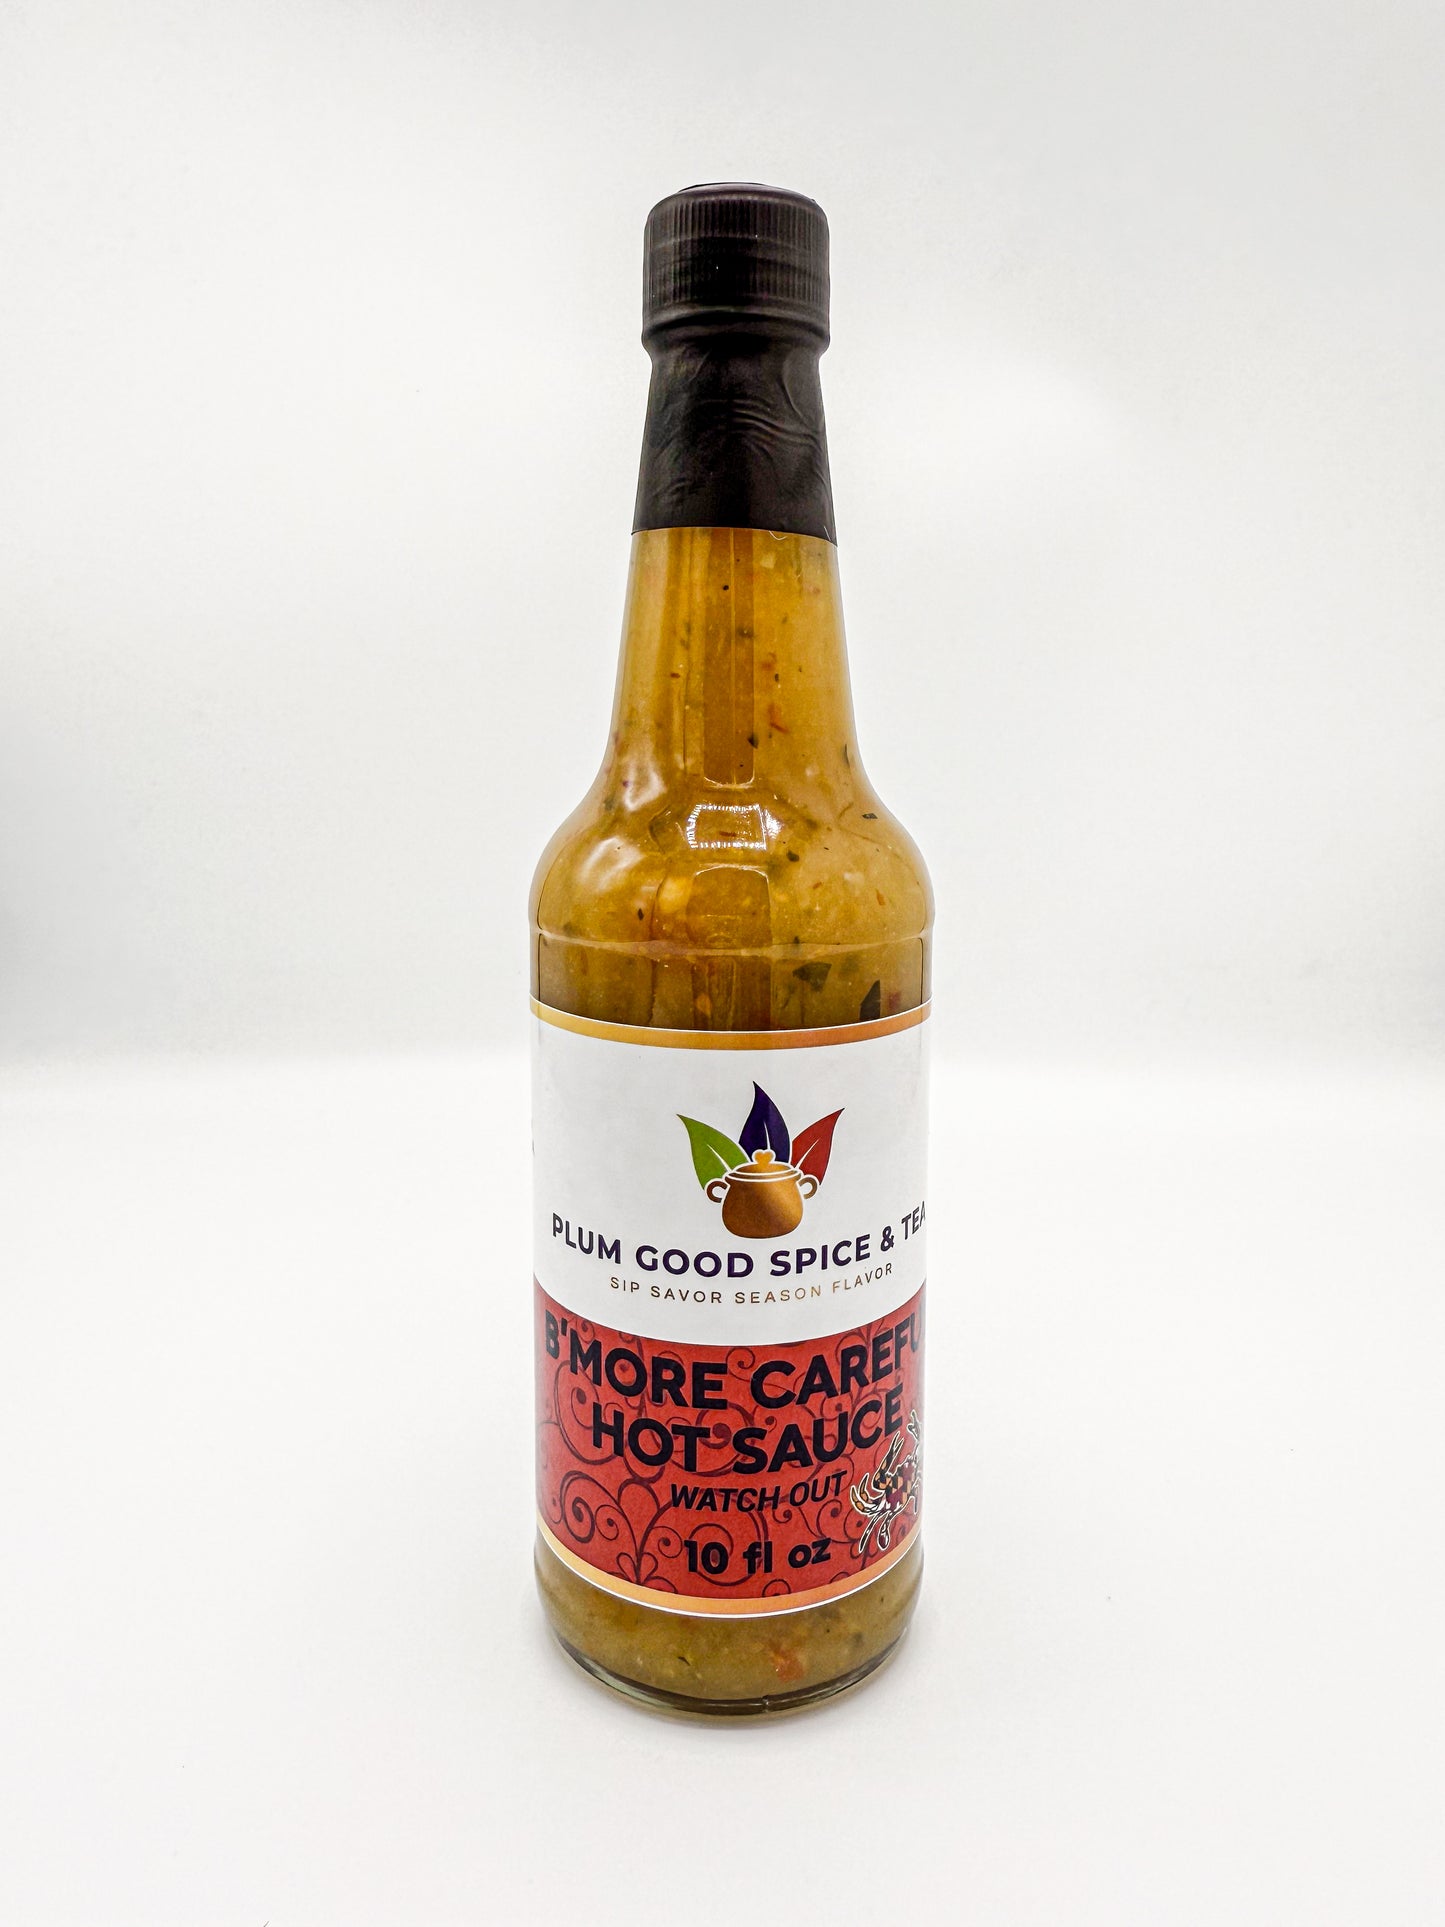 PLUM GOOD SPICE & TEA
SIP SAVOR SEASON FLAVOR
B'MORE CAREFU
HOT SAUCE
WATCH OUT
10 fl oz